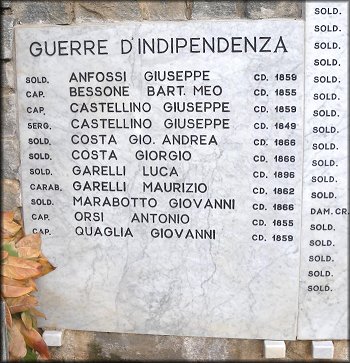 GUERRE D'INDIPENDENZA
SOLD. ANFOSSI GIUSEPPE CD. 1859
CAP. BESSONE BART. MEO CD. 1855
CAP. CASTELLINO GIUSEPPE CD. 1859
SERG. CASTELLINO GIUSEPPE CD. 1849
SOLD. COSTA GIO. ANDREA CD. 1866
SOLD. COSTA GIORGIO CD. 1866
SOLD. GARELLI LUCA CD. 1896
CARAB. GARELLI MAURIZIO CD. 1862
SOLD. MARABOTTO GIOVANNI CD. 1866
CAP. ORSI ANTONIO CD. 1855
CAP. QUAGLIA GIOVANNI CD. 1859
SOLD.
SOLD.
SOLD.
SOLD.
SOLD.
SOLD.
SOLD.
SOLD.
SOLD.
SOLD.
SOLD.
SOLD.
DAM. CR.
SOLD.
SOLD.
SOLD.
SOLD.
SOLD.